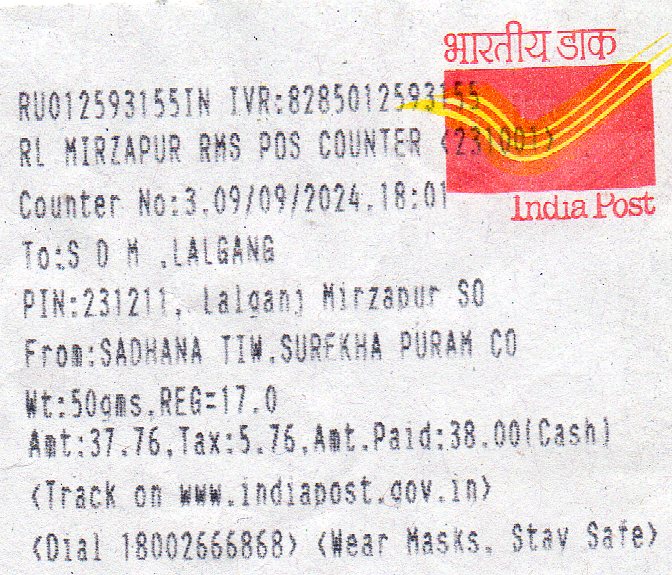 भारतीय डाक
RU012593155IN IVR:8285012593155
RL MIRZAPUR RMS POS COUNTER <231001>
India Post
Counter No:3,09/09/2024,18:01
To:S D M ,LALGANG
PIN:231211, Lalganj Mirzapur SO
From:SADHANA TIW,SUREKHA PURAM CO
Wt:50gms,REG=17.0
Amt:37.76,Tax:5.76,Amt.Paid:38.00(Cash)
<Track on www.indiapost.gov.in>
<Dial 18002666868> <Wear Masks, Stay Safe>